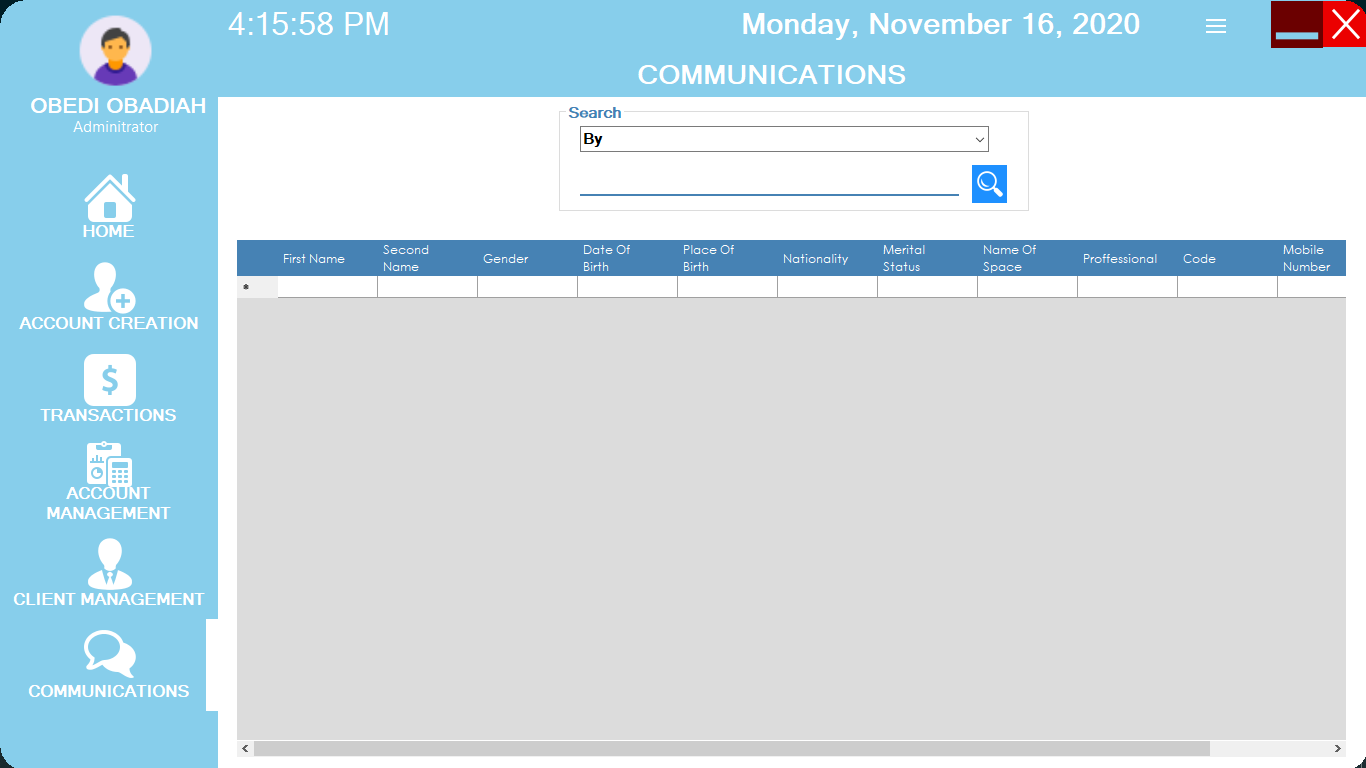 4:15:58 PM
Monday, November 16, 2020
COMMUNICATIONS
OBEDI OBADIAH
Adminitrator
HOME
ACCOUNT CREATION
$
TRANSACTIONS
ACCOUNT
MANAGEMENT
CLIENT MANAGEMENT
COMMUNICATIONS
Search
By
First Name
Second
Name
Gender
Date Of
Birth
Place Of
Birth
Nationality
Merital
Status
Name Of
Space
Proffessional
Code
Mobile
Number
*